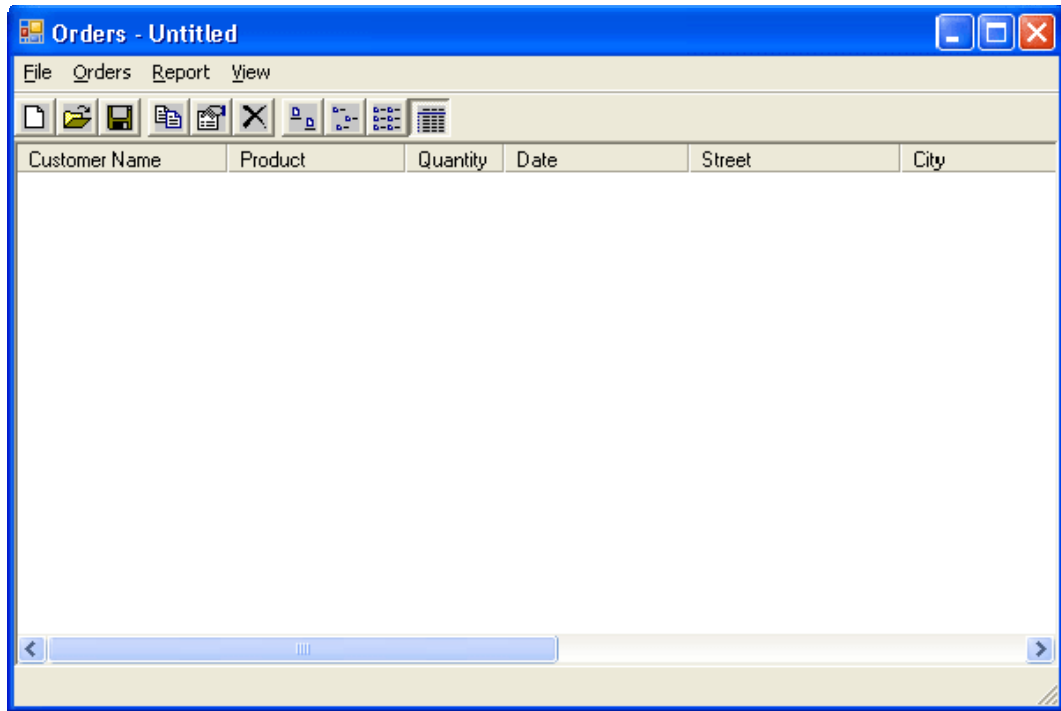 Orders - Untitled
File Orders Report View
Customer Name Product Quantity Date Street City